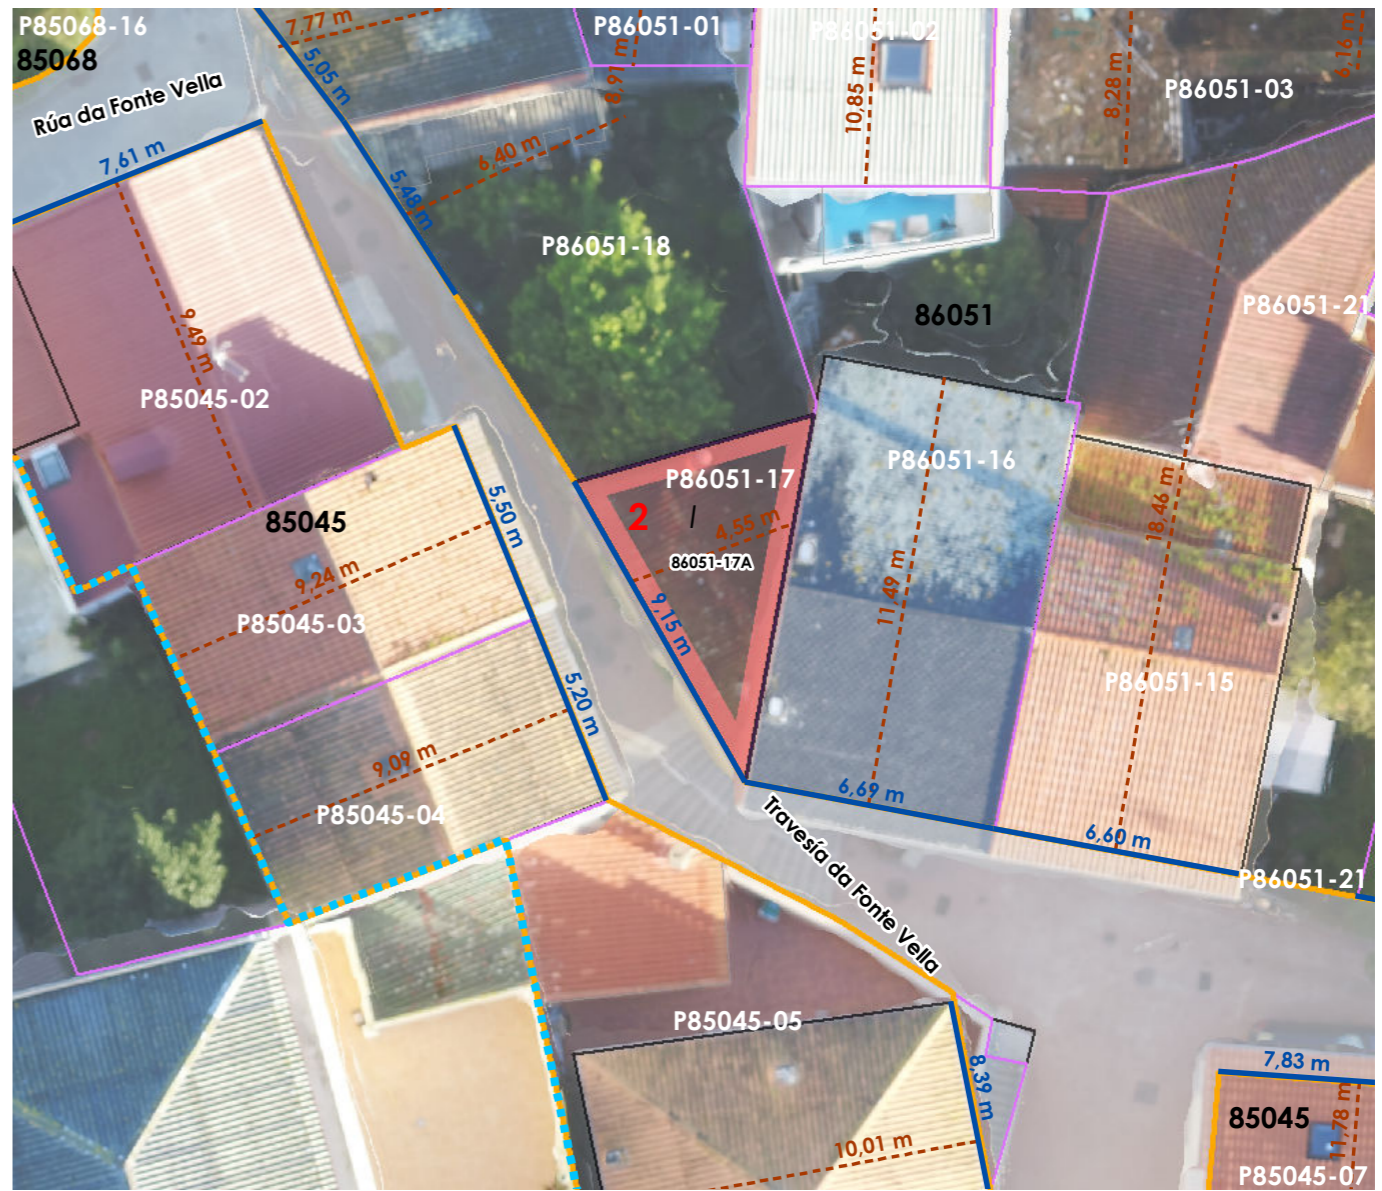 P85068-16
85068
Rúa da Fonte Vella
7,61 m
7,77 m
5,05 m
5,48 m
6,40 m
8,91 m
P86051-01
P86051-02
10,85 m
8,28 m
6,16 m
P86051-03
P86051-18
86051
P86051-21
9,49 m
P85045-02
85045
5,50 m
9,24 m
P85045-03
5,20 m
9,09 m
P85045-04
P86051-17
2
/
4,55 m
86051-17A
9,15 m
P86051-16
11,49 m
18,46 m
P86051-15
6,69 m
6,60 m
P86051-21
Travesía da Fonte Vella
P85045-05
8,39 m
10,01 m
7,83 m
85045
11,78 m
P85045-07